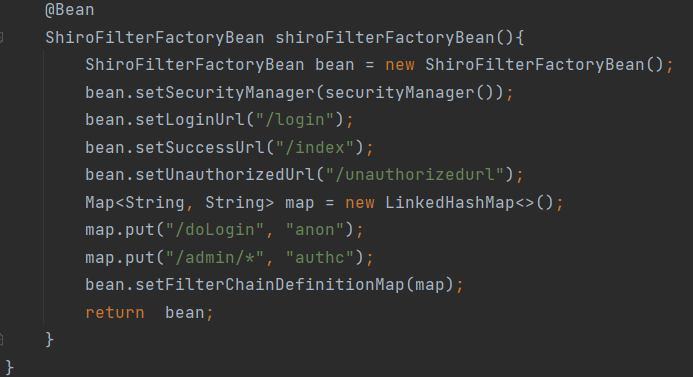 @Bean
ShiroFilterFactoryBean shiroFilterFactoryBean(){
ShiroFilterFactoryBean bean = new ShiroFilterFactoryBean();
bean.setSecurityManager(securityManager());
bean.setLoginUrl("/login");
bean.setSuccessUrl("/index");
bean.setUnauthorizedUrl("/unauthorizedurl");
Map<String, String> map = new LinkedHashMap<>();
map.put("/doLogin", "anon");
map.put("/admin/*", "authc");
bean.setFilterChainDefinitionMap(map);
return  bean;
}
}